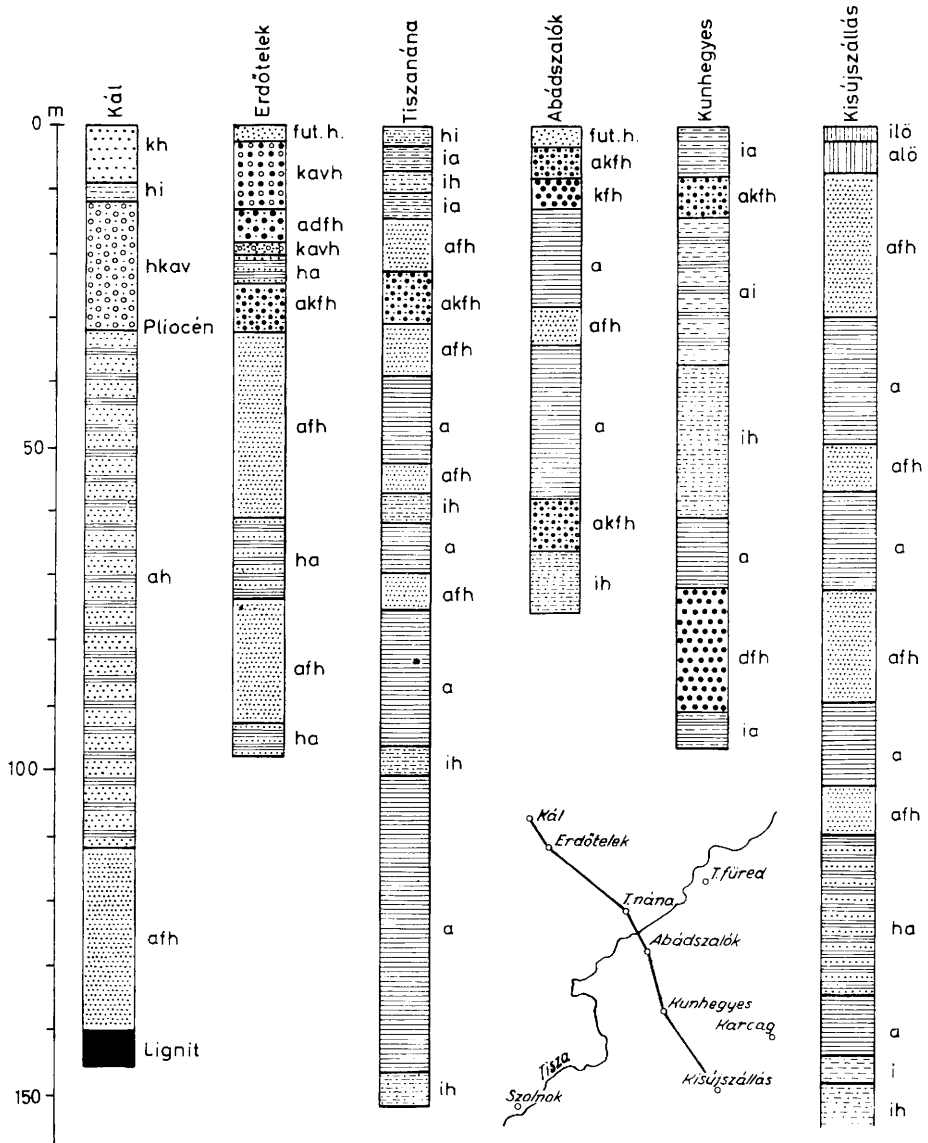 m
0
50
100
150
Kál
kh
hi
hkav
Pliocén
ah
afh
Lignit
Erdőtelek
fut. h.
kavh
adfh
kavh
ha
akfh
afh
ha
afh
ha
Tiszanána
hi
ia
ih
ia
afh
akfh
afh
a
afh
ih
a
afh
a
ih
a
ih
Abádszalók
fut. h.
akfh
kfh
a
afh
a
akfh
ih
Kunhegyes
ia
akfh
ai
ih
a
dfh
ia
Kisújszállás
ilö
alö
afh
a
afh
a
afh
a
afh
ha
a
i
ih
Kál
Erdőtelek
T.füred
T.nána
Abádszalók
Kunhegyes
Karcag
Tisza
Kisújszállás
Szolnok